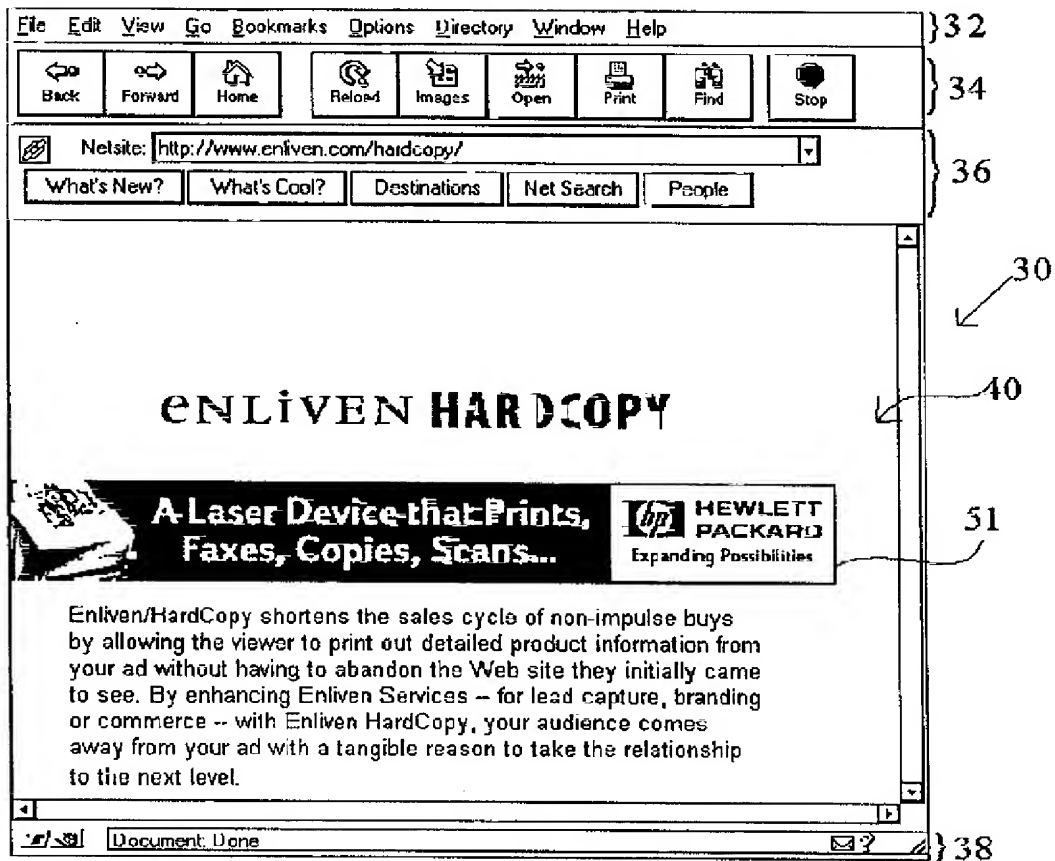 File Edit View Go Bookmarks Options Directory Window Help }32
Back Forward Home Reload Images Open Print Find Stop } 34
Netsite: http://www.enliven.com/hardcopy/
What's New? What's Cool? Destinations Net Search People
} 36
30
40
eNLiVEN HARDCOPY
A Laser Device that Prints, Faxes, Copies, Scans...
hp HEWLETT PACKARD
Expanding Possibilities
51
Enliven/HardCopy shortens the sales cycle of non-impulse buys
by allowing the viewer to print out detailed product information from
your ad without having to abandon the Web site they initially came
to see. By enhancing Enliven Services -- for lead capture, branding
or commerce -- with Enliven HardCopy, your audience comes
away from your ad with a tangible reason to take the relationship
to the next level.
Document: Done ? } 38